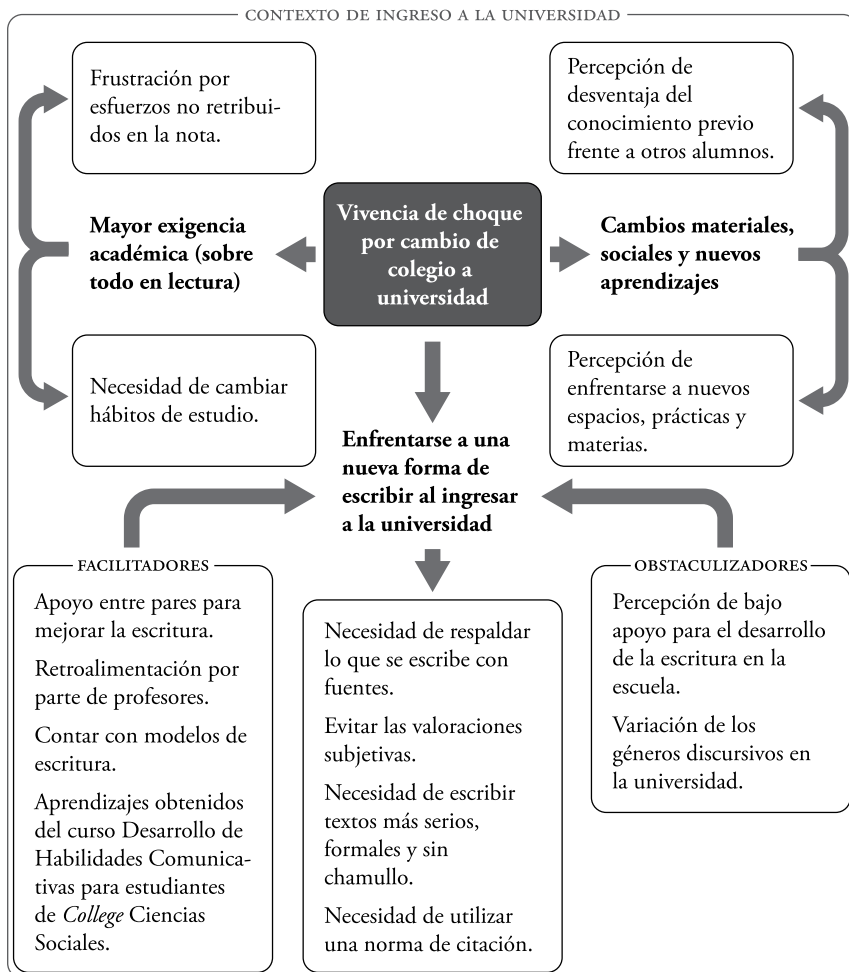 CONTEXTO DE INGRESO A LA UNIVERSIDAD
Frustración por
esfuerzos no retribui-
dos en la nota.
Percepción de
desventaja del
conocimiento previo
frente a otros alumnos.
Mayor exigencia
académica (sobre
todo en lectura)
Vivencia de choque
por cambio de
colegio a
universidad
Cambios materiales,
sociales y nuevos
aprendizajes
Necesidad de cambiar
hábitos de estudio.
Percepción de
enfrentarse a nuevos
espacios, prácticas y
materias.
Enfrentarse a una
nueva forma de
escribir al ingresar
a la universidad
FACILITADORES
Apoyo entre pares para
mejorar la escritura.
Retroalimentación por
parte de profesores.
Contar con modelos de
escritura.
Aprendizajes obtenidos
del curso Desarrollo de
Habilidades Comunica-
tivas para estudiantes
de College Ciencias
Sociales.
Necesidad de respaldar
lo que se escribe con
fuentes.
Evitar las valoraciones
subjetivas.
Necesidad de escribir
textos más serios,
formales y sin
chamullo.
Necesidad de utilizar
una norma de citación.
OBSTACULIZADORES
Percepción de bajo
apoyo para el desarrollo
de la escritura en la
escuela.
Variación de los
géneros discursivos en
la universidad.